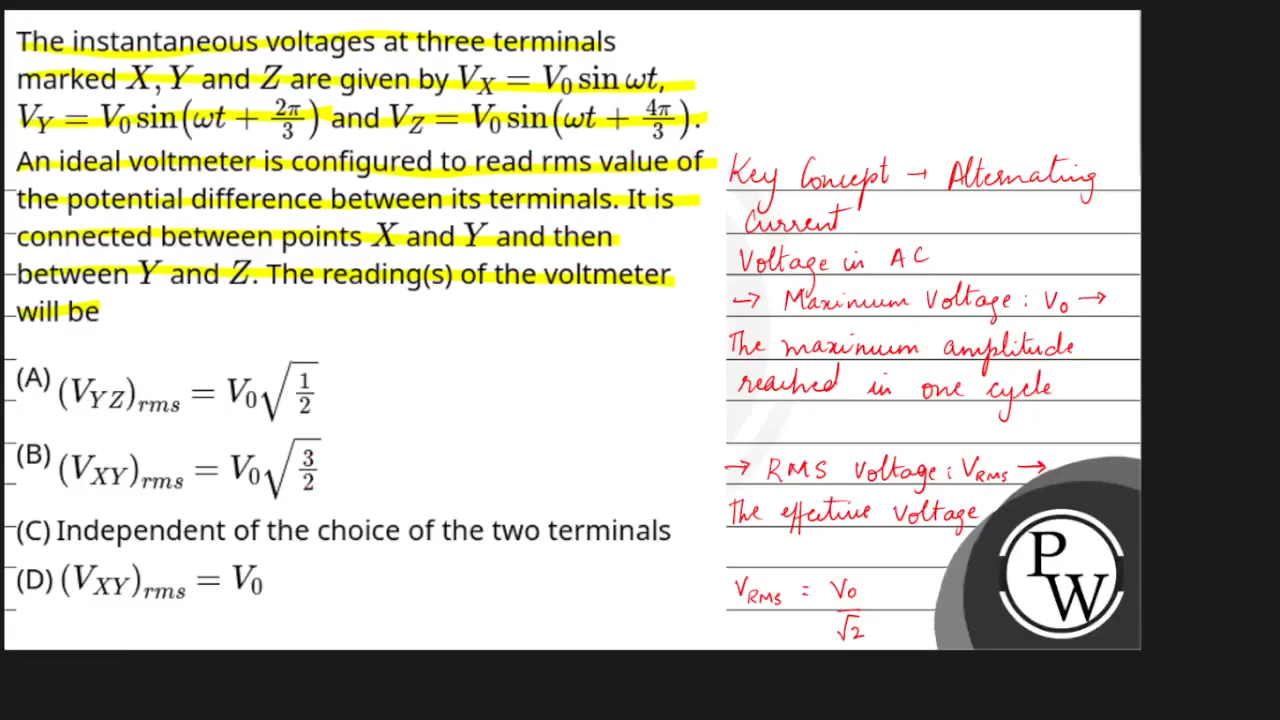 The instantaneous voltages at three terminals
marked X, Y and Z are given by V_X = V_0 sin ωt,
V_Y = V_0 sin(ωt + 2π/3) and V_Z = V_0 sin(ωt + 4π/3).
An ideal voltmeter is configured to read rms value of
the potential difference between its terminals. It is
connected between points X and Y and then
between Y and Z. The reading(s) of the voltmeter
will be
(A) (V_YZ)_rms = V_0 √(1/2)
(B) (V_XY)_rms = V_0 √(3/2)
(C) Independent of the choice of the two terminals
(D) (V_XY)_rms = V_0
Key Concept → Alternating
Current
Voltage in AC
→ Maximum Voltage : V_0 →
The maximum amplitude
reached in one cycle
→ RMS Voltage : V_RMS →
The effective voltage
V_RMS = V_0/√2
P
W